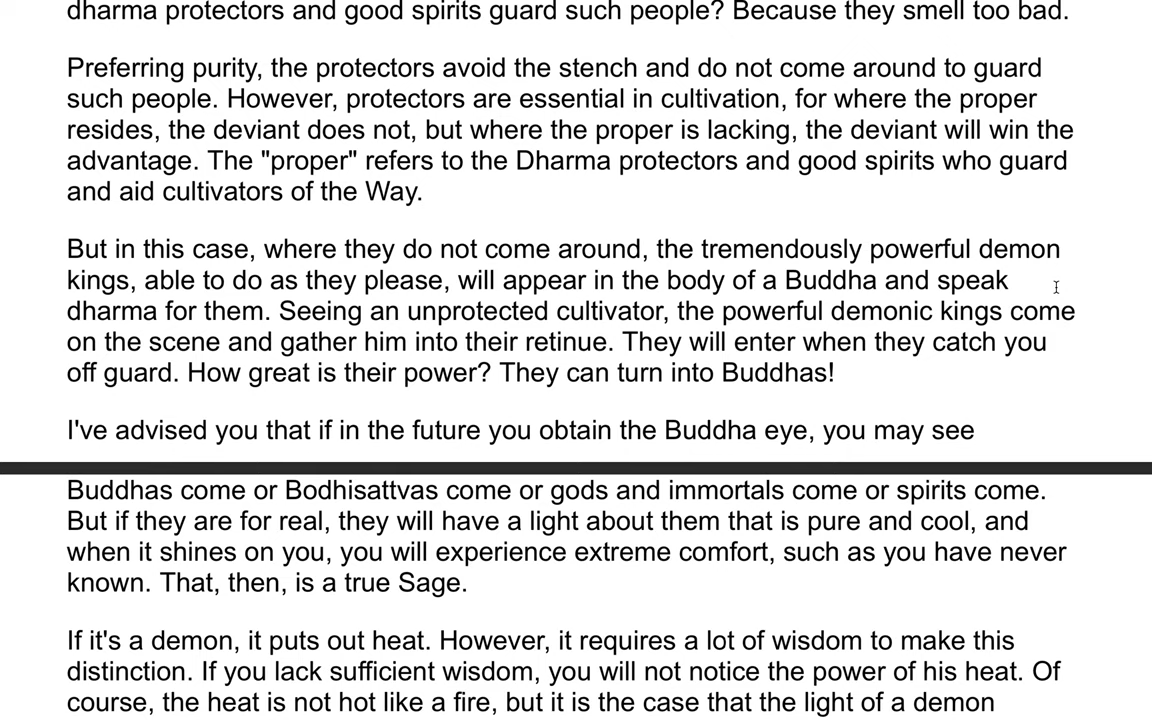 dharma protectors and good spirits guard such people? Because they smell too bad.
Preferring purity, the protectors avoid the stench and do not come around to guard
such people. However, protectors are essential in cultivation, for where the proper
resides, the deviant does not, but where the proper is lacking, the deviant will win the
advantage. The "proper" refers to the Dharma protectors and good spirits who guard
and aid cultivators of the Way.
But in this case, where they do not come around, the tremendously powerful demon
kings, able to do as they please, will appear in the body of a Buddha and speak
dharma for them. Seeing an unprotected cultivator, the powerful demonic kings come
on the scene and gather him into their retinue. They will enter when they catch you
off guard. How great is their power? They can turn into Buddhas!
I've advised you that if in the future you obtain the Buddha eye, you may see
Buddhas come or Bodhisattvas come or gods and immortals come or spirits come.
But if they are for real, they will have a light about them that is pure and cool, and
when it shines on you, you will experience extreme comfort, such as you have never
known. That, then, is a true Sage.
If it's a demon, it puts out heat. However, it requires a lot of wisdom to make this
distinction. If you lack sufficient wisdom, you will not notice the power of his heat. Of
course, the heat is not hot like a fire, but it is the case that the light of a demon